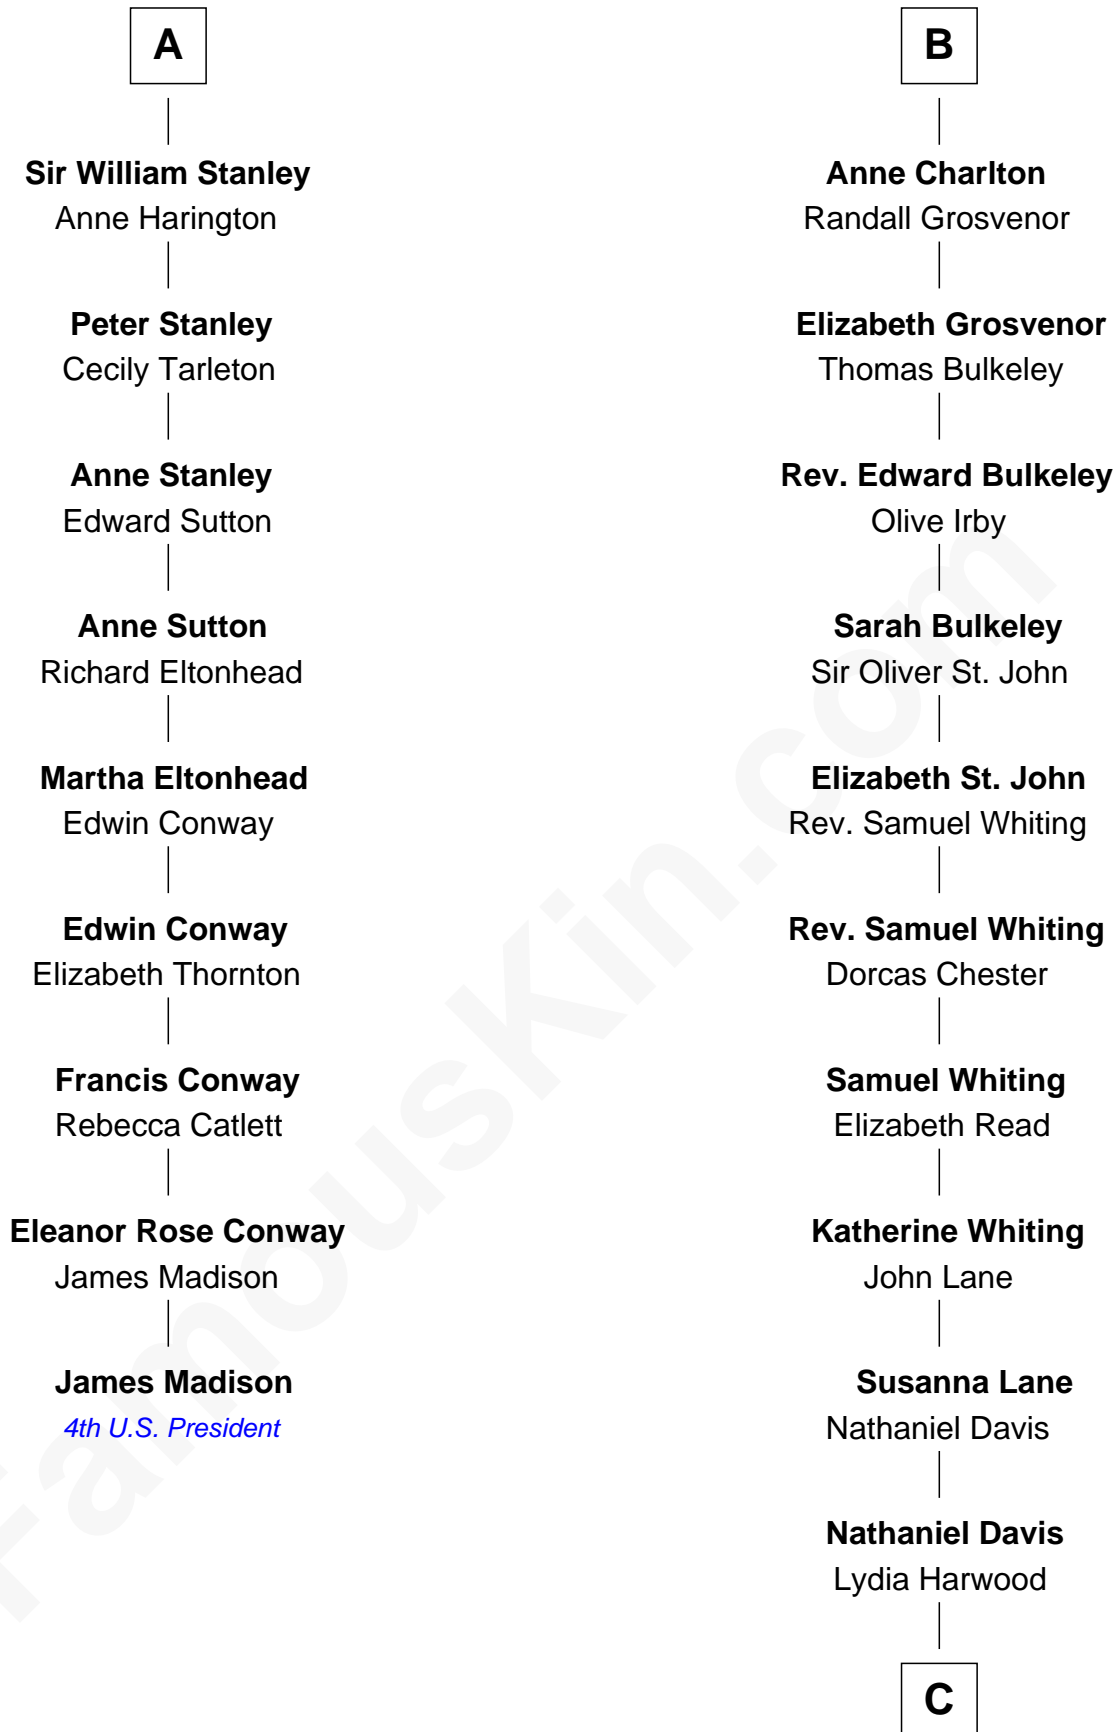 A
Sir William Stanley
Anne Harington
Peter Stanley
Cecily Tarleton
Anne Stanley
Edward Sutton
Anne Sutton
Richard Eltonhead
Martha Eltonhead
Edwin Conway
Edwin Conway
Elizabeth Thornton
Francis Conway
Rebecca Catlett
Eleanor Rose Conway
James Madison
James Madison
4th U.S. President
B
Anne Charlton
Randall Grosvenor
Elizabeth Grosvenor
Thomas Bulkeley
Rev. Edward Bulkeley
Olive Irby
Sarah Bulkeley
Sir Oliver St. John
Elizabeth St. John
Rev. Samuel Whiting
Rev. Samuel Whiting
Dorcas Chester
Samuel Whiting
Elizabeth Read
Katherine Whiting
John Lane
Susanna Lane
Nathaniel Davis
Nathaniel Davis
Lydia Harwood
C
FamousKin.com